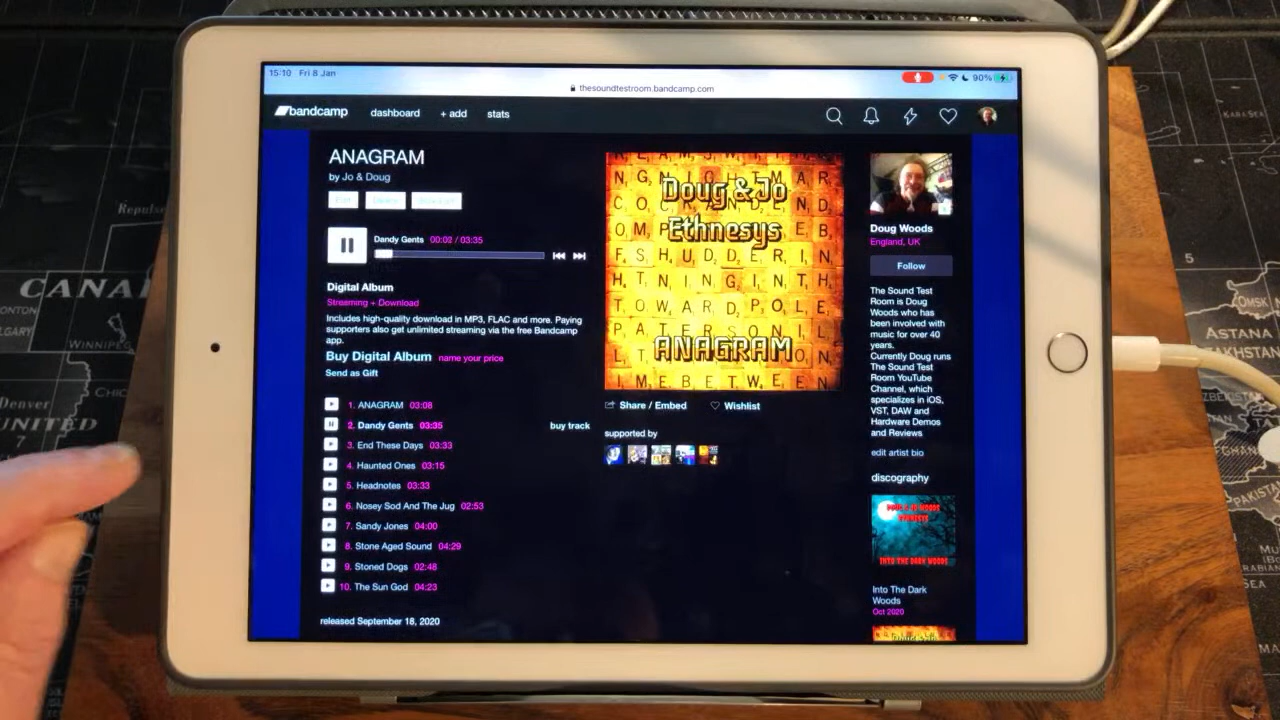 15:10 Fri 8 Jan
thesoundtestroom.bandcamp.com
90%
bandcamp dashboard + add stats
ANAGRAM
by Jo & Doug
Dandy Gents 00:02 / 03:35
Digital Album
Streaming + Download
Includes high-quality download in MP3, FLAC and more. Paying
supporters also get unlimited streaming via the free Bandcamp
app.
Buy Digital Album name your price
Send as Gift
1. ANAGRAM 03:08
2. Dandy Gents 03:35 buy track
3. End These Days 03:33
4. Haunted Ones 03:15
5. Headnotes 03:33
6. Nosey Sod And The Jug 02:53
7. Sandy Jones 04:00
8. Stone Aged Sound 04:29
9. Stoned Dogs 02:48
10. The Sun God 04:23
released September 18, 2020
Doug & Jo
Ethnesys
ANAGRAM
Share / Embed Wishlist
supported by
Doug Woods
England, UK
Follow
The Sound Test
Room is Doug
Woods who has
been involved with
music for over 40
years.
Currently Doug runs
The Sound Test
Room YouTube
Channel, which
specializes in iOS,
VST, DAW and
Hardware Demos
and Reviews
edit artist bio
discography
INTO THE DARK WOODS
Into The Dark
Woods
Oct 2020
CANA
WINNIPEG
Denver
UNITED
7
5
OMSK
ASTANA